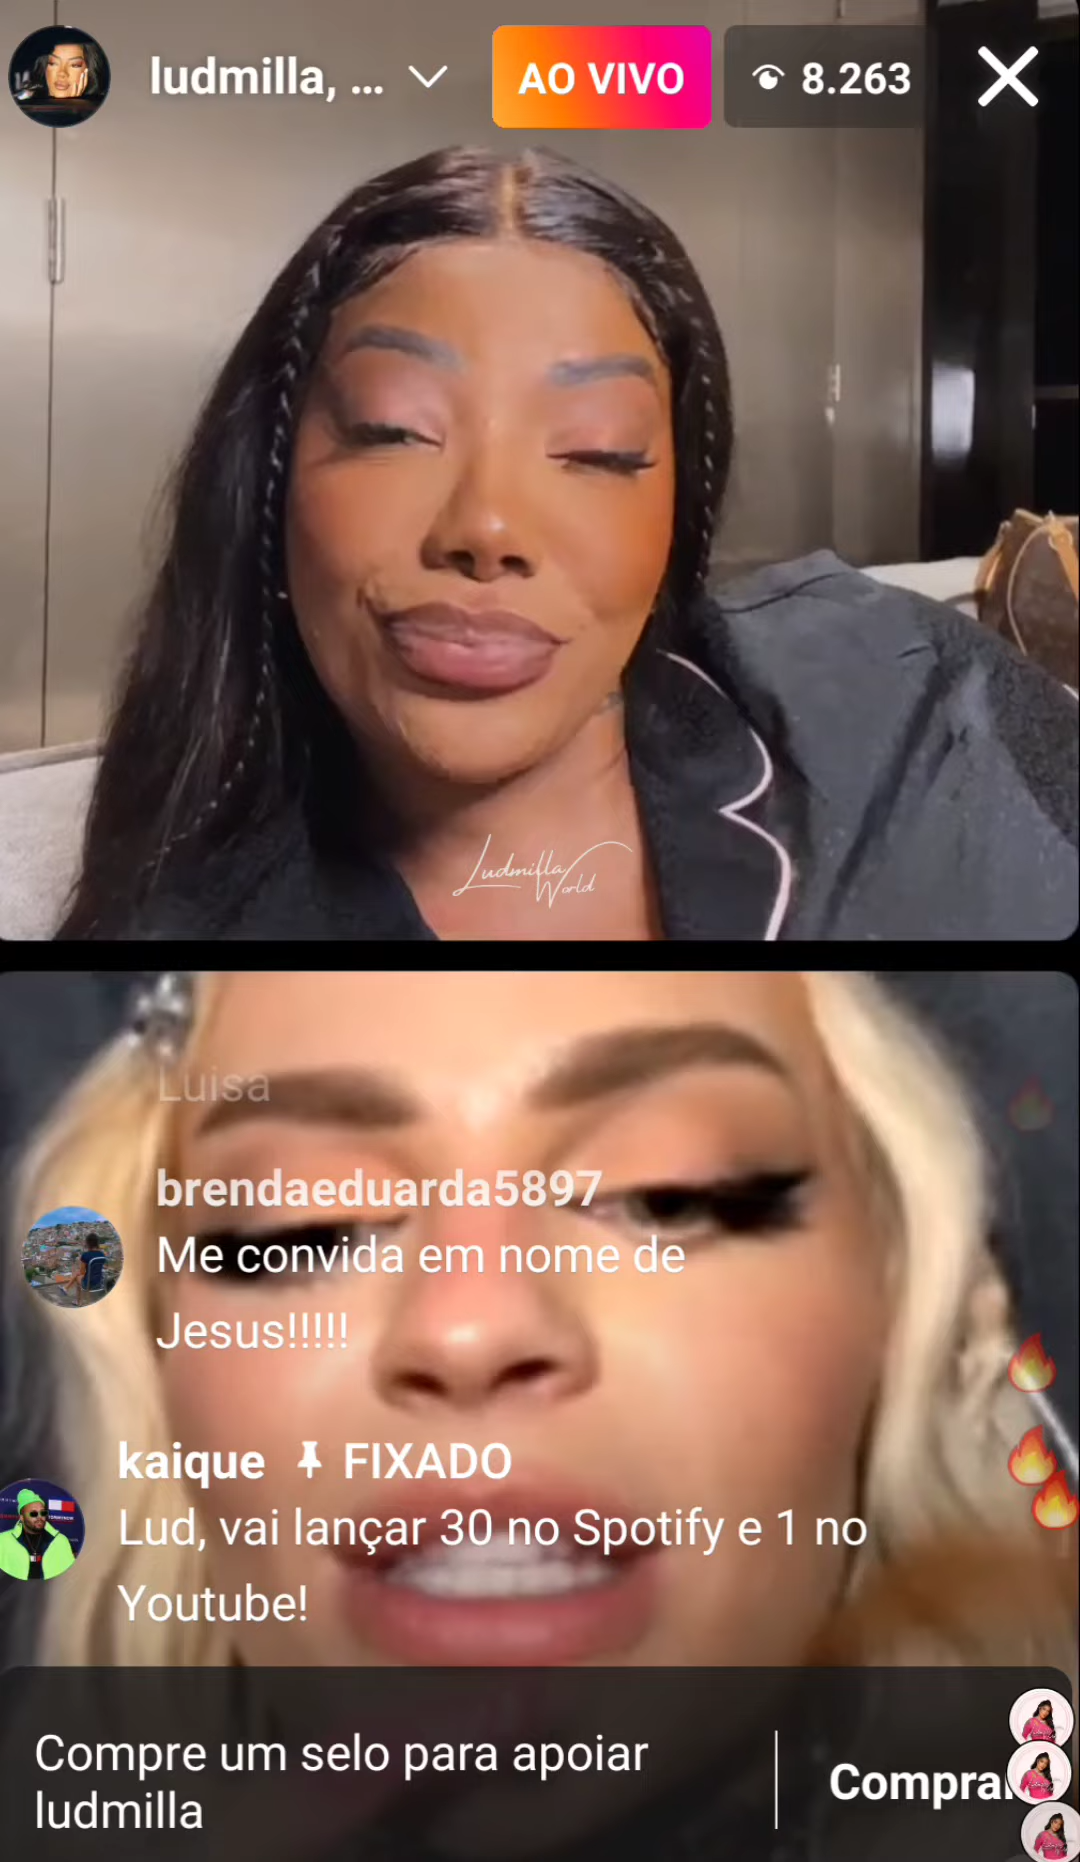 ludmilla, ...
AO VIVO
8.263
Ludmilla
World
Luisa
brendaeduarda5897
Me convida em nome de
Jesus!!!!!
kaique FIXADO
Lud, vai lançar 30 no Spotify e 1 no
Youtube!
Compre um selo para apoiar
ludmilla
Comprar